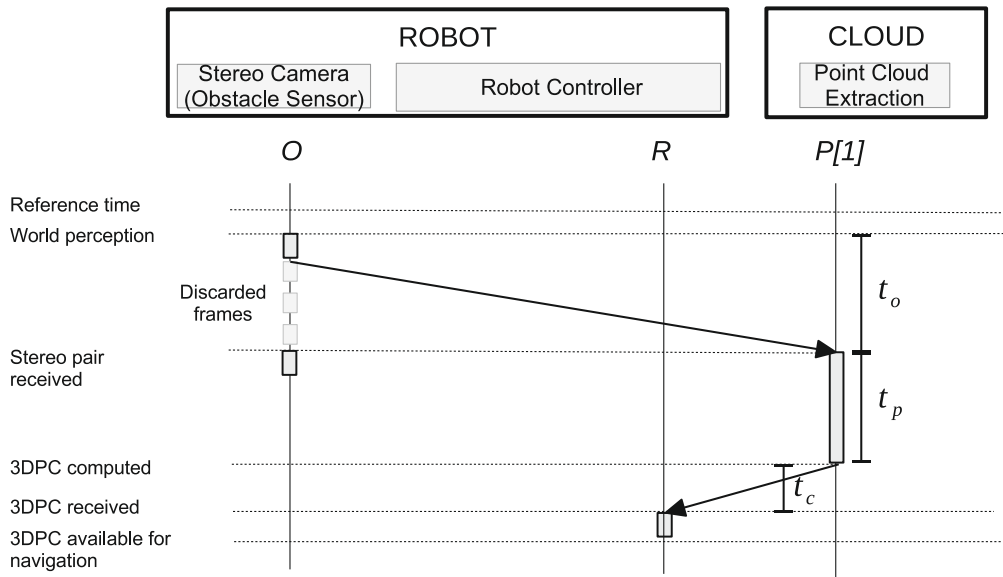 ROBOT
CLOUD
Stereo Camera
(Obstacle Sensor)
Robot Controller
Point Cloud
Extraction
O
R
P[1]
Reference time
World perception
Discarded
frames
t_o
Stereo pair
received
t_p
3DPC computed
t_c
3DPC received
3DPC available for
navigation